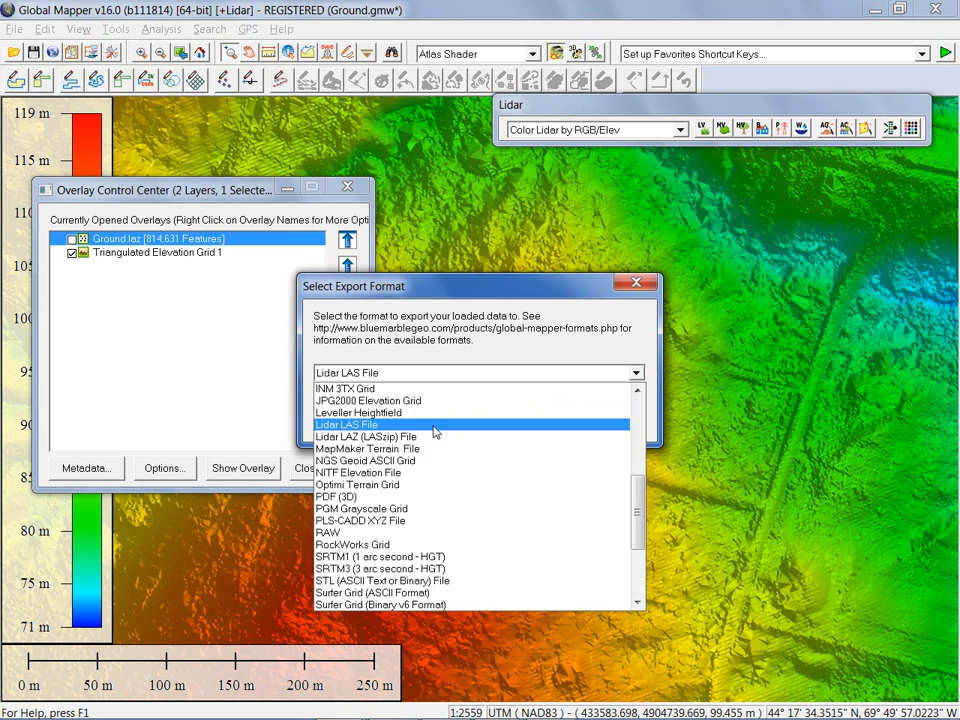 Global Mapper v16.0 (b111814) [64-bit] [+Lidar] - REGISTERED (Ground.gmw*)
File Edit View Tools Analysis Search GPS Help
Atlas Shader
Set up Favorites Shortcut Keys...
Lidar
Color Lidar by RGB/Elev
119 m
115 m
80 m
75 m
71 m
Overlay Control Center (2 Layers, 1 Selecte...
Currently Opened Overlays (Right Click on Overlay Names for More Opti
Ground.laz [814,631 Features]
Triangulated Elevation Grid 1
Metadata... Options... Show Overlay Clos
Select Export Format
Select the format to export your loaded data to. See
http://www.bluemarblegeo.com/products/global-mapper-formats.php for
information on the available formats.
Lidar LAS File
INM 3TX Grid
JPG2000 Elevation Grid
Leveller Heightfield
Lidar LAS File
Lidar LAZ (LASzip) File
MapMaker Terrain File
NGS Geoid ASCII Grid
NITF Elevation File
Optimi Terrain Grid
PDF (3D)
PGM Grayscale Grid
PLS-CADD XYZ File
RAW
RockWorks Grid
SRTM1 (1 arc second - HGT)
SRTM3 (3 arc second - HGT)
STL (ASCII Text or Binary) File
Surfer Grid (ASCII Format)
Surfer Grid (Binary v6 Format)
0 m 50 m 100 m 150 m 200 m 250 m
For Help, press F1
1:2559 UTM ( NAD83 ) - ( 433583.698, 4904739.669, 99.455 m ) 44° 17' 34.3515" N, 69° 49' 57.0223" W